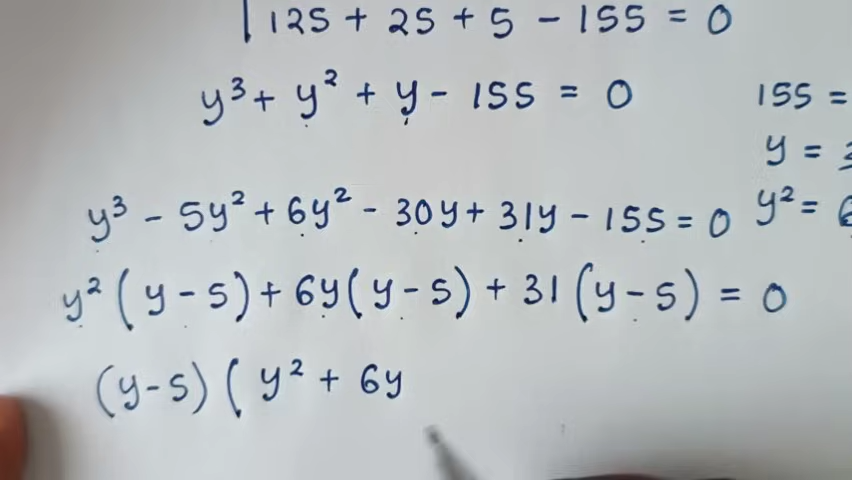 125 + 25 + 5 - 155 = 0
y³ + y² + y - 155 = 0
155 =
y =
y³ - 5y² + 6y² - 30y + 31y - 155 = 0
y² =
y² (y - 5) + 6y (y - 5) + 31 (y - 5) = 0
(y - 5) ( y² + 6y